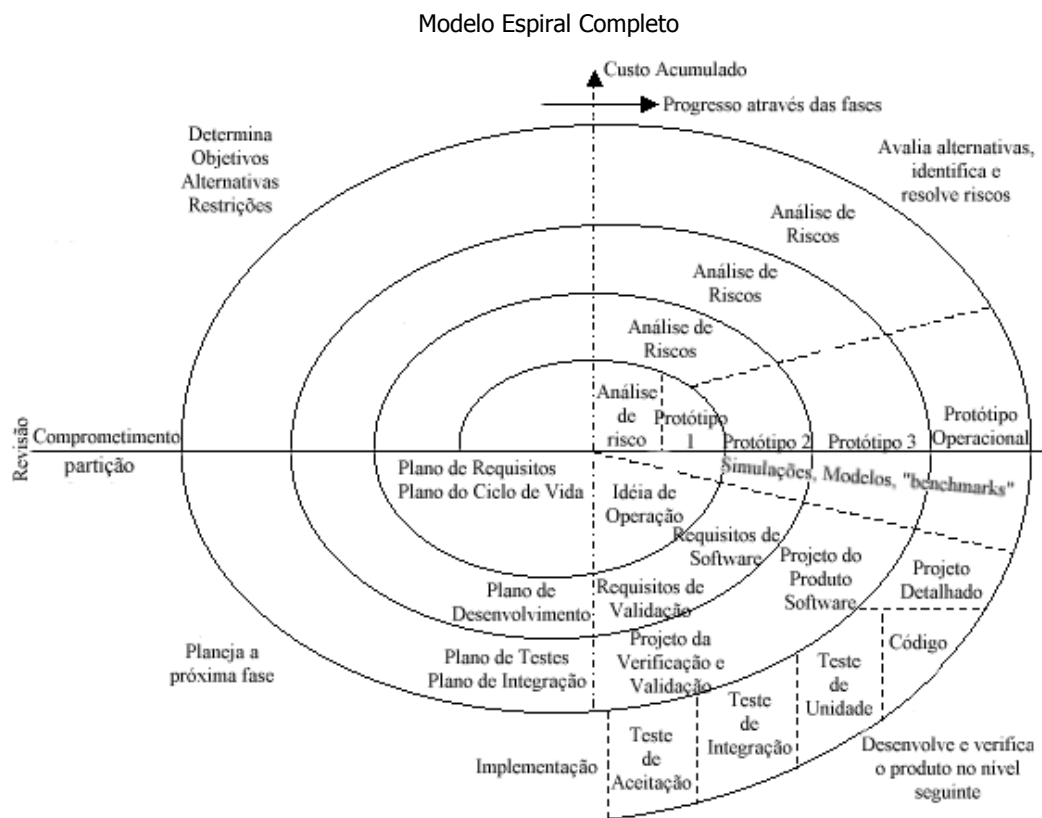 Modelo Espiral Completo
Custo Acumulado
Progresso através das fases
Determina
Objetivos
Alternativas
Restrições
Avalia alternativas,
identifica e
resolve riscos
Análise de
Riscos
Análise de
Riscos
Análise de
Riscos
Análise
de
risco
Protótipo
1
Protótipo 2
Protótipo 3
Protótipo
Operacional
Revisão
Comprometimento
partição
Simulações, Modelos, "benchmarks"
Plano de Requisitos
Plano do Ciclo de Vida
Idéia de
Operação
Requisitos de
Software
Projeto do
Produto
Software
Projeto
Detalhado
Plano de
Desenvolvimento
Requisitos de
Validação
Código
Planeja a
próxima fase
Plano de Testes
Plano de Integração
Projeto da
Verificação e
Validação
Teste
de
Unidade
Teste
de
Integração
Teste
de
Aceitação
Implementação
Desenvolve e verifica
o produto no nível
seguinte